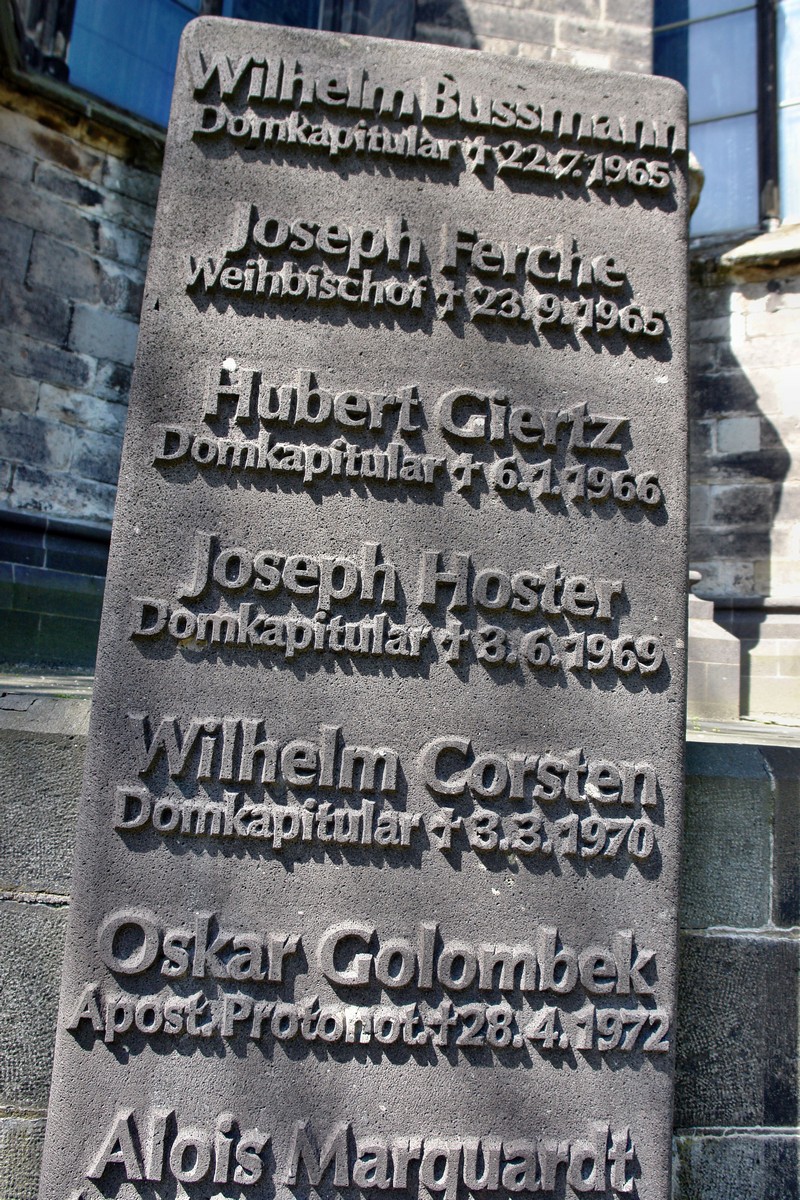 Wilhelm Bussmann
Domkapitular † 22.7.1965
Joseph Ferche
Weihbischof † 23.9.1965
Hubert Giertz
Domkapitular † 6.1.1966
Joseph Hoster
Domkapitular † 3.6.1969
Wilhelm Corsten
Domkapitular † 3.3.1970
Oskar Golombek
Apost. Protonot. † 28.4.1972
Alois Marquardt